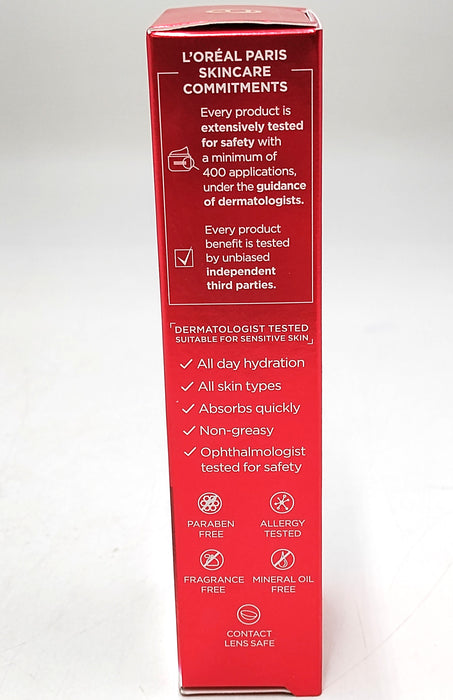 L'ORÉAL PARIS
SKINCARE
COMMITMENTS
Every product is
extensively tested
for safety with
a minimum of
400 applications,
under the guidance
of dermatologists.
Every product
benefit is tested
by unbiased
independent
third parties.
DERMATOLOGIST TESTED
SUITABLE FOR SENSITIVE SKIN
All day hydration
All skin types
Absorbs quickly
Non-greasy
Ophthalmologist
tested for safety
PARABEN
FREE
ALLERGY
TESTED
FRAGRANCE
FREE
MINERAL OIL
FREE
CONTACT
LENS SAFE